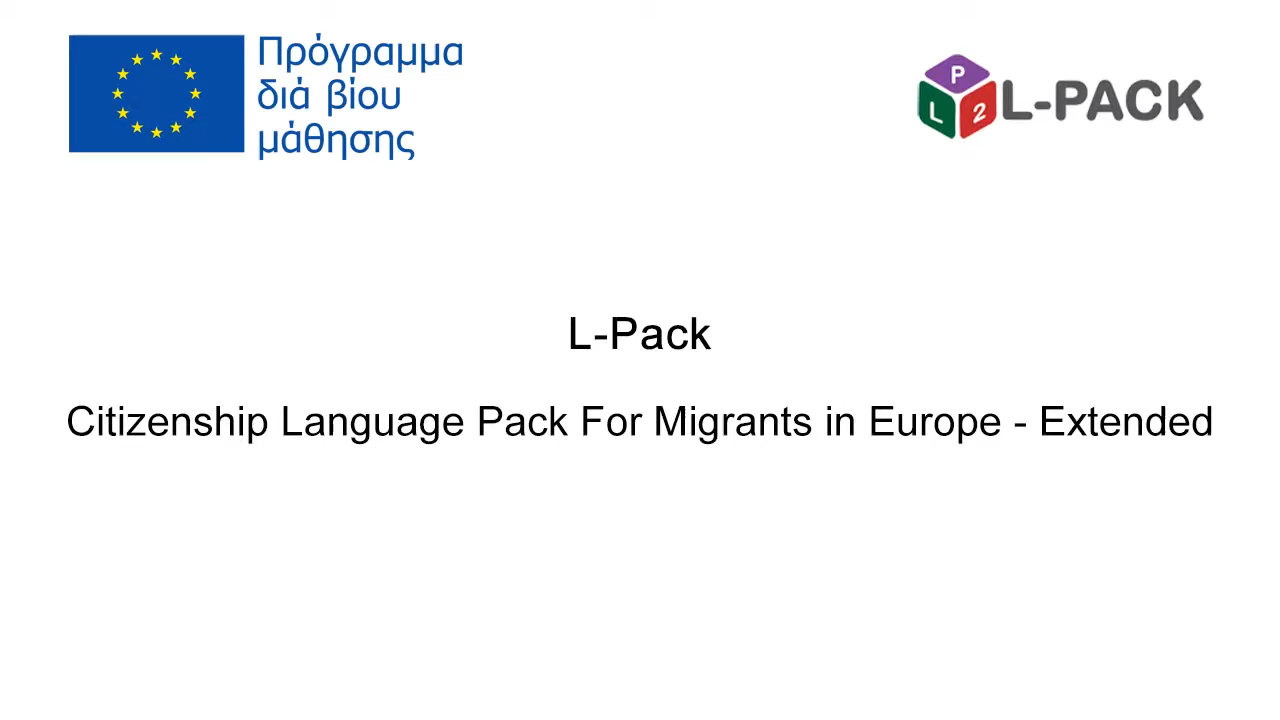 Πρόγραμμα
διά βίου
μάθησης
P
L
2
L-PACK
L-Pack
Citizenship Language Pack For Migrants in Europe - Extended